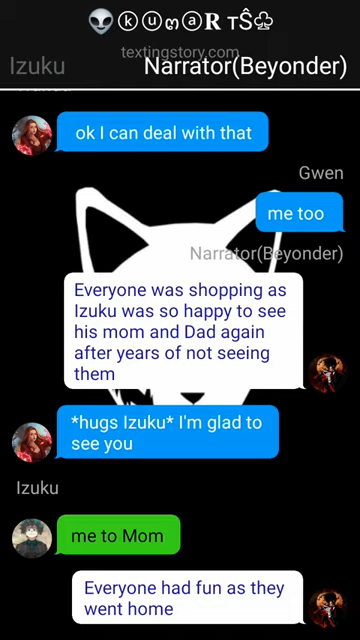 👽ⓀⓤოⓐR TŜ♧
textingstory.com
Izuku
Narrator(Beyonder)
ok I can deal with that
Gwen
me too
Narrator(Beyonder)
Everyone was shopping as
Izuku was so happy to see
his mom and Dad again
after years of not seeing
them
*hugs Izuku* I'm glad to
see you
Izuku
me to Mom
Everyone had fun as they
went home